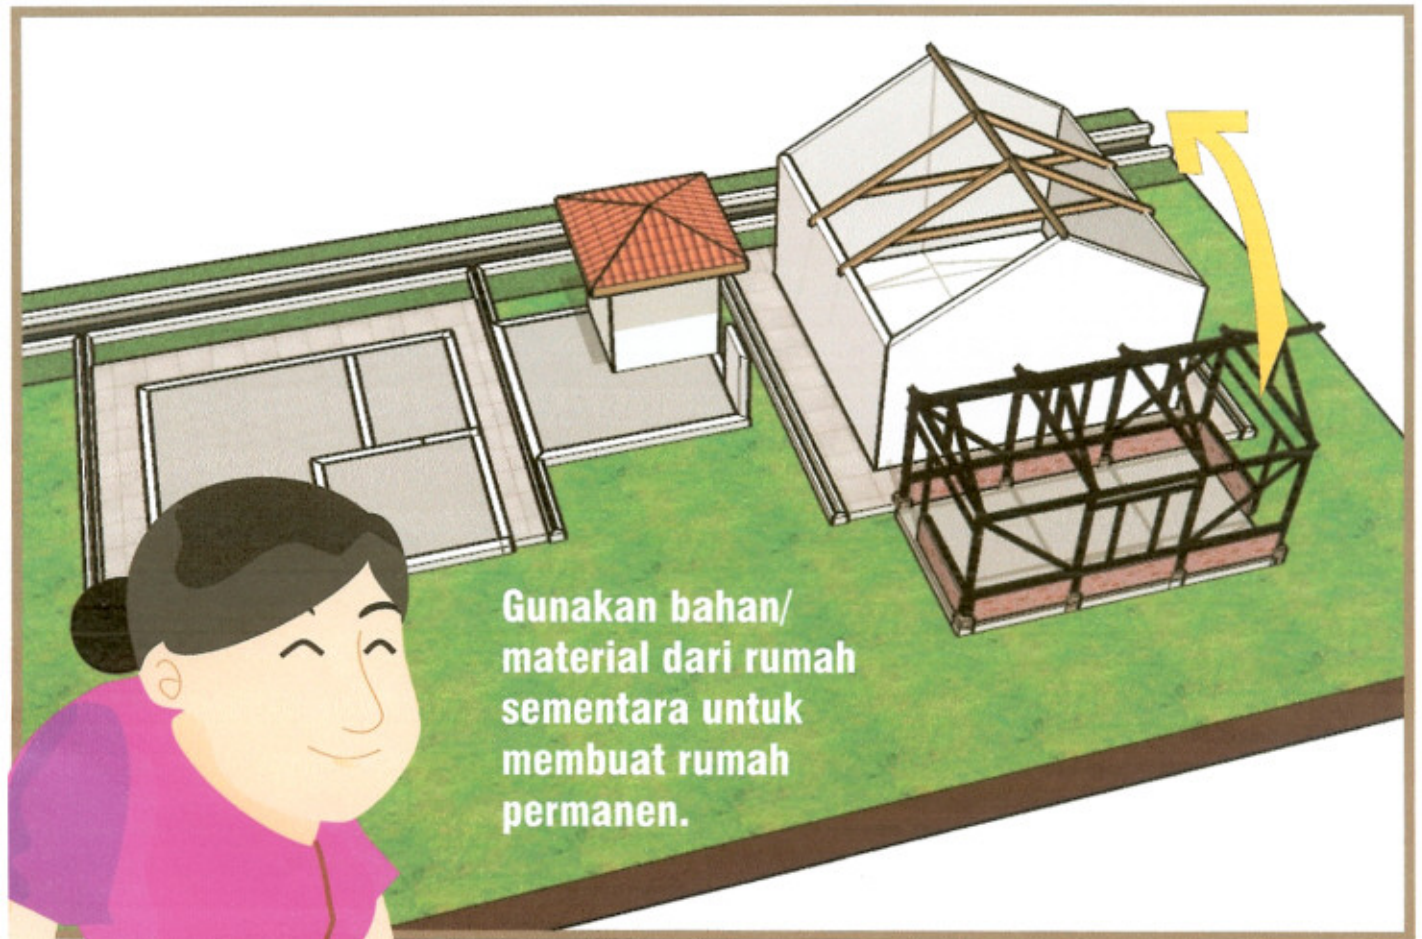 Gunakan bahan/
material dari rumah
sementara untuk
membuat rumah
permanen.